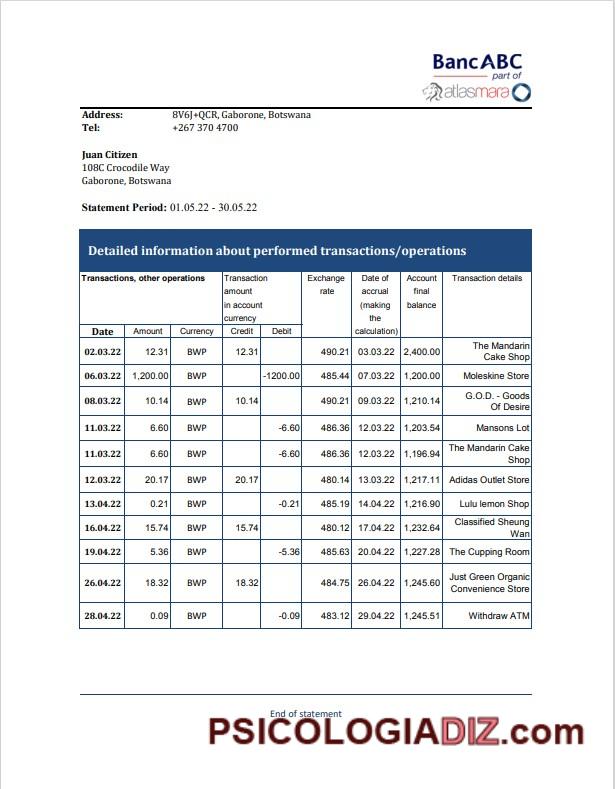 BancABC
part of
atlasmara
Address: 8V6J+QCR, Gaborone, Botswana
Tel: +267 370 4700
Juan Citizen
108C Crocodile Way
Gaborone, Botswana
Statement Period: 01.05.22 - 30.05.22
Detailed information about performed transactions/operations
Transactions, other operations
Transaction
amount
in account
currency
Exchange
rate
Date of
accrual
(making
the
calculation)
Account
final
balance
Transaction details
Date Amount Currency Credit Debit
02.03.22 12.31 BWP 12.31 490.21 03.03.22 2,400.00 The Mandarin
Cake Shop
06.03.22 1,200.00 BWP -1200.00 485.44 07.03.22 1,200.00 Moleskine Store
08.03.22 10.14 BWP 10.14 490.21 09.03.22 1,210.14 G.O.D. - Goods
Of Desire
11.03.22 6.60 BWP -6.60 486.36 12.03.22 1,203.54 Mansons Lot
11.03.22 6.60 BWP -6.60 486.36 12.03.22 1,196.94 The Mandarin Cake
Shop
12.03.22 20.17 BWP 20.17 480.14 13.03.22 1,217.11 Adidas Outlet Store
13.04.22 0.21 BWP -0.21 485.19 14.04.22 1,216.90 Lulu lemon Shop
16.04.22 15.74 BWP 15.74 480.12 17.04.22 1,232.64 Classified Sheung
Wan
19.04.22 5.36 BWP -5.36 485.63 20.04.22 1,227.28 The Cupping Room
26.04.22 18.32 BWP 18.32 484.75 26.04.22 1,245.60 Just Green Organic
Convenience Store
28.04.22 0.09 BWP -0.09 483.12 29.04.22 1,245.51 Withdraw ATM
End of statement
PSICOLOGIADIZ.com